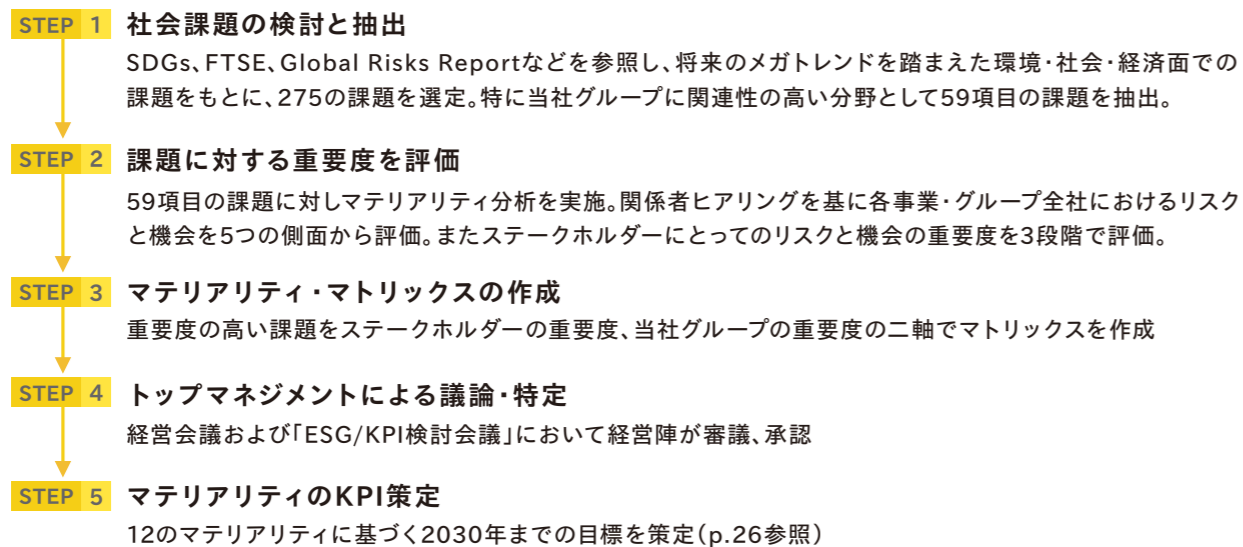 STEP 1 社会課題の検討と抽出
SDGs、FTSE、Global Risks Reportなどを参照し、将来のメガトレンドを踏まえた環境・社会・経済面での
課題をもとに、275の課題を選定。特に当社グループに関連性の高い分野として59項目の課題を抽出。
STEP 2 課題に対する重要度を評価
59項目の課題に対しマテリアリティ分析を実施。関係者ヒアリングを基に各事業・グループ全社におけるリスク
と機会を5つの側面から評価。またステークホルダーにとってのリスクと機会の重要度を3段階で評価。
STEP 3 マテリアリティ・マトリックスの作成
重要度の高い課題をステークホルダーの重要度、当社グループの重要度の二軸でマトリックスを作成
STEP 4 トップマネジメントによる議論・特定
経営会議および「ESG/KPI検討会議」において経営陣が審議、承認
STEP 5 マテリアリティのKPI策定
12のマテリアリティに基づく2030年までの目標を策定(p.26参照)